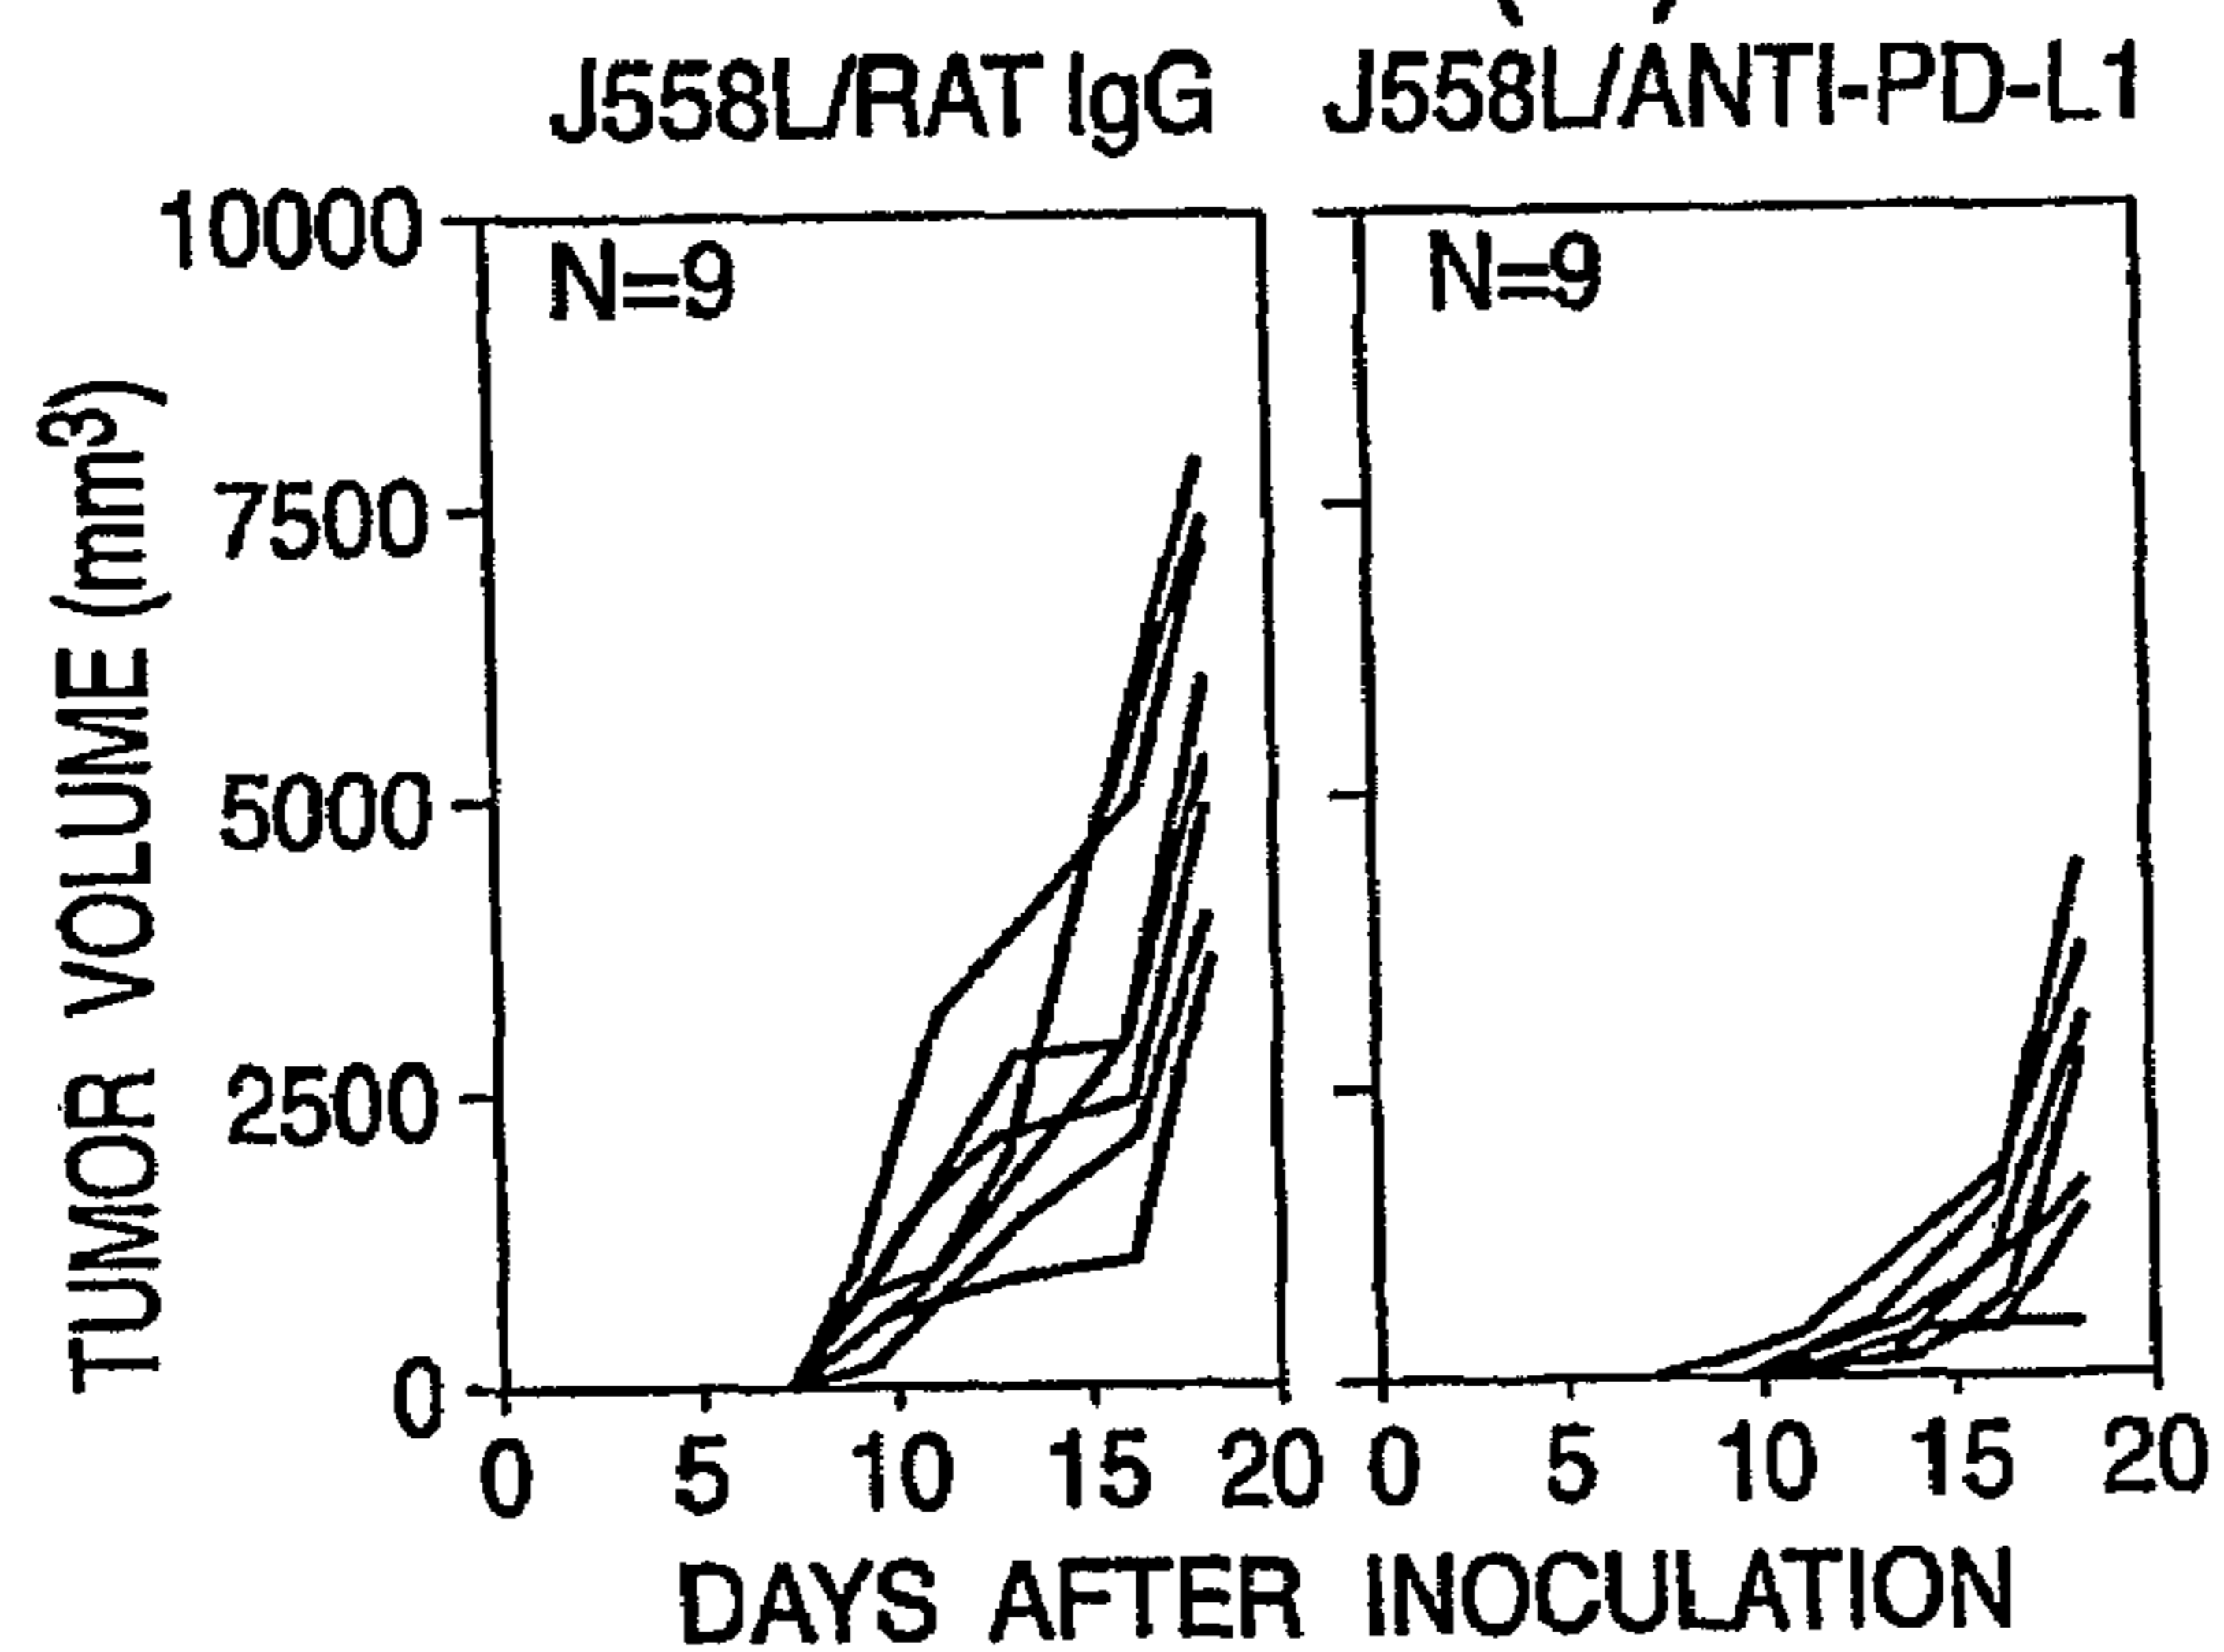 J558L/RAT IgG J558L/ANTI-PD-L1
10000
N=9 N=9
7500
5000
2500
0
TUMOR VOLUME (mm³)
0 5 10 15 20 0 5 10 15 20
DAYS AFTER INOCULATION